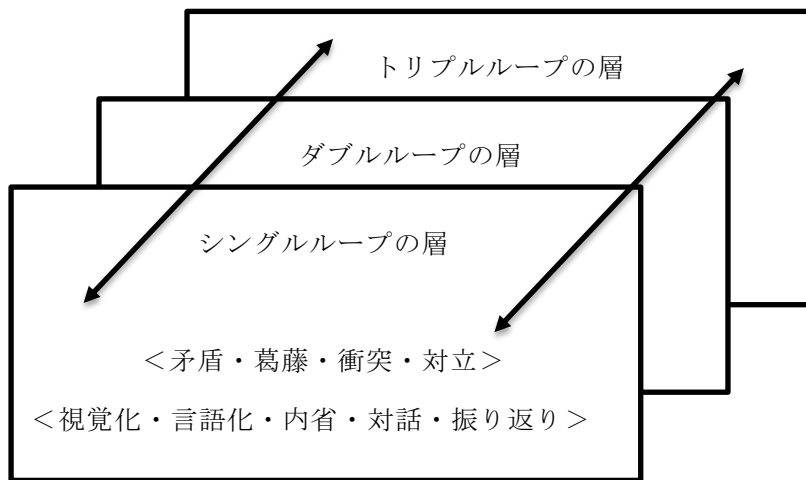 トリプルループの層
ダブルループの層
シングルループの層
＜矛盾・葛藤・衝突・対立＞
＜視覚化・言語化・内省・対話・振り返り＞